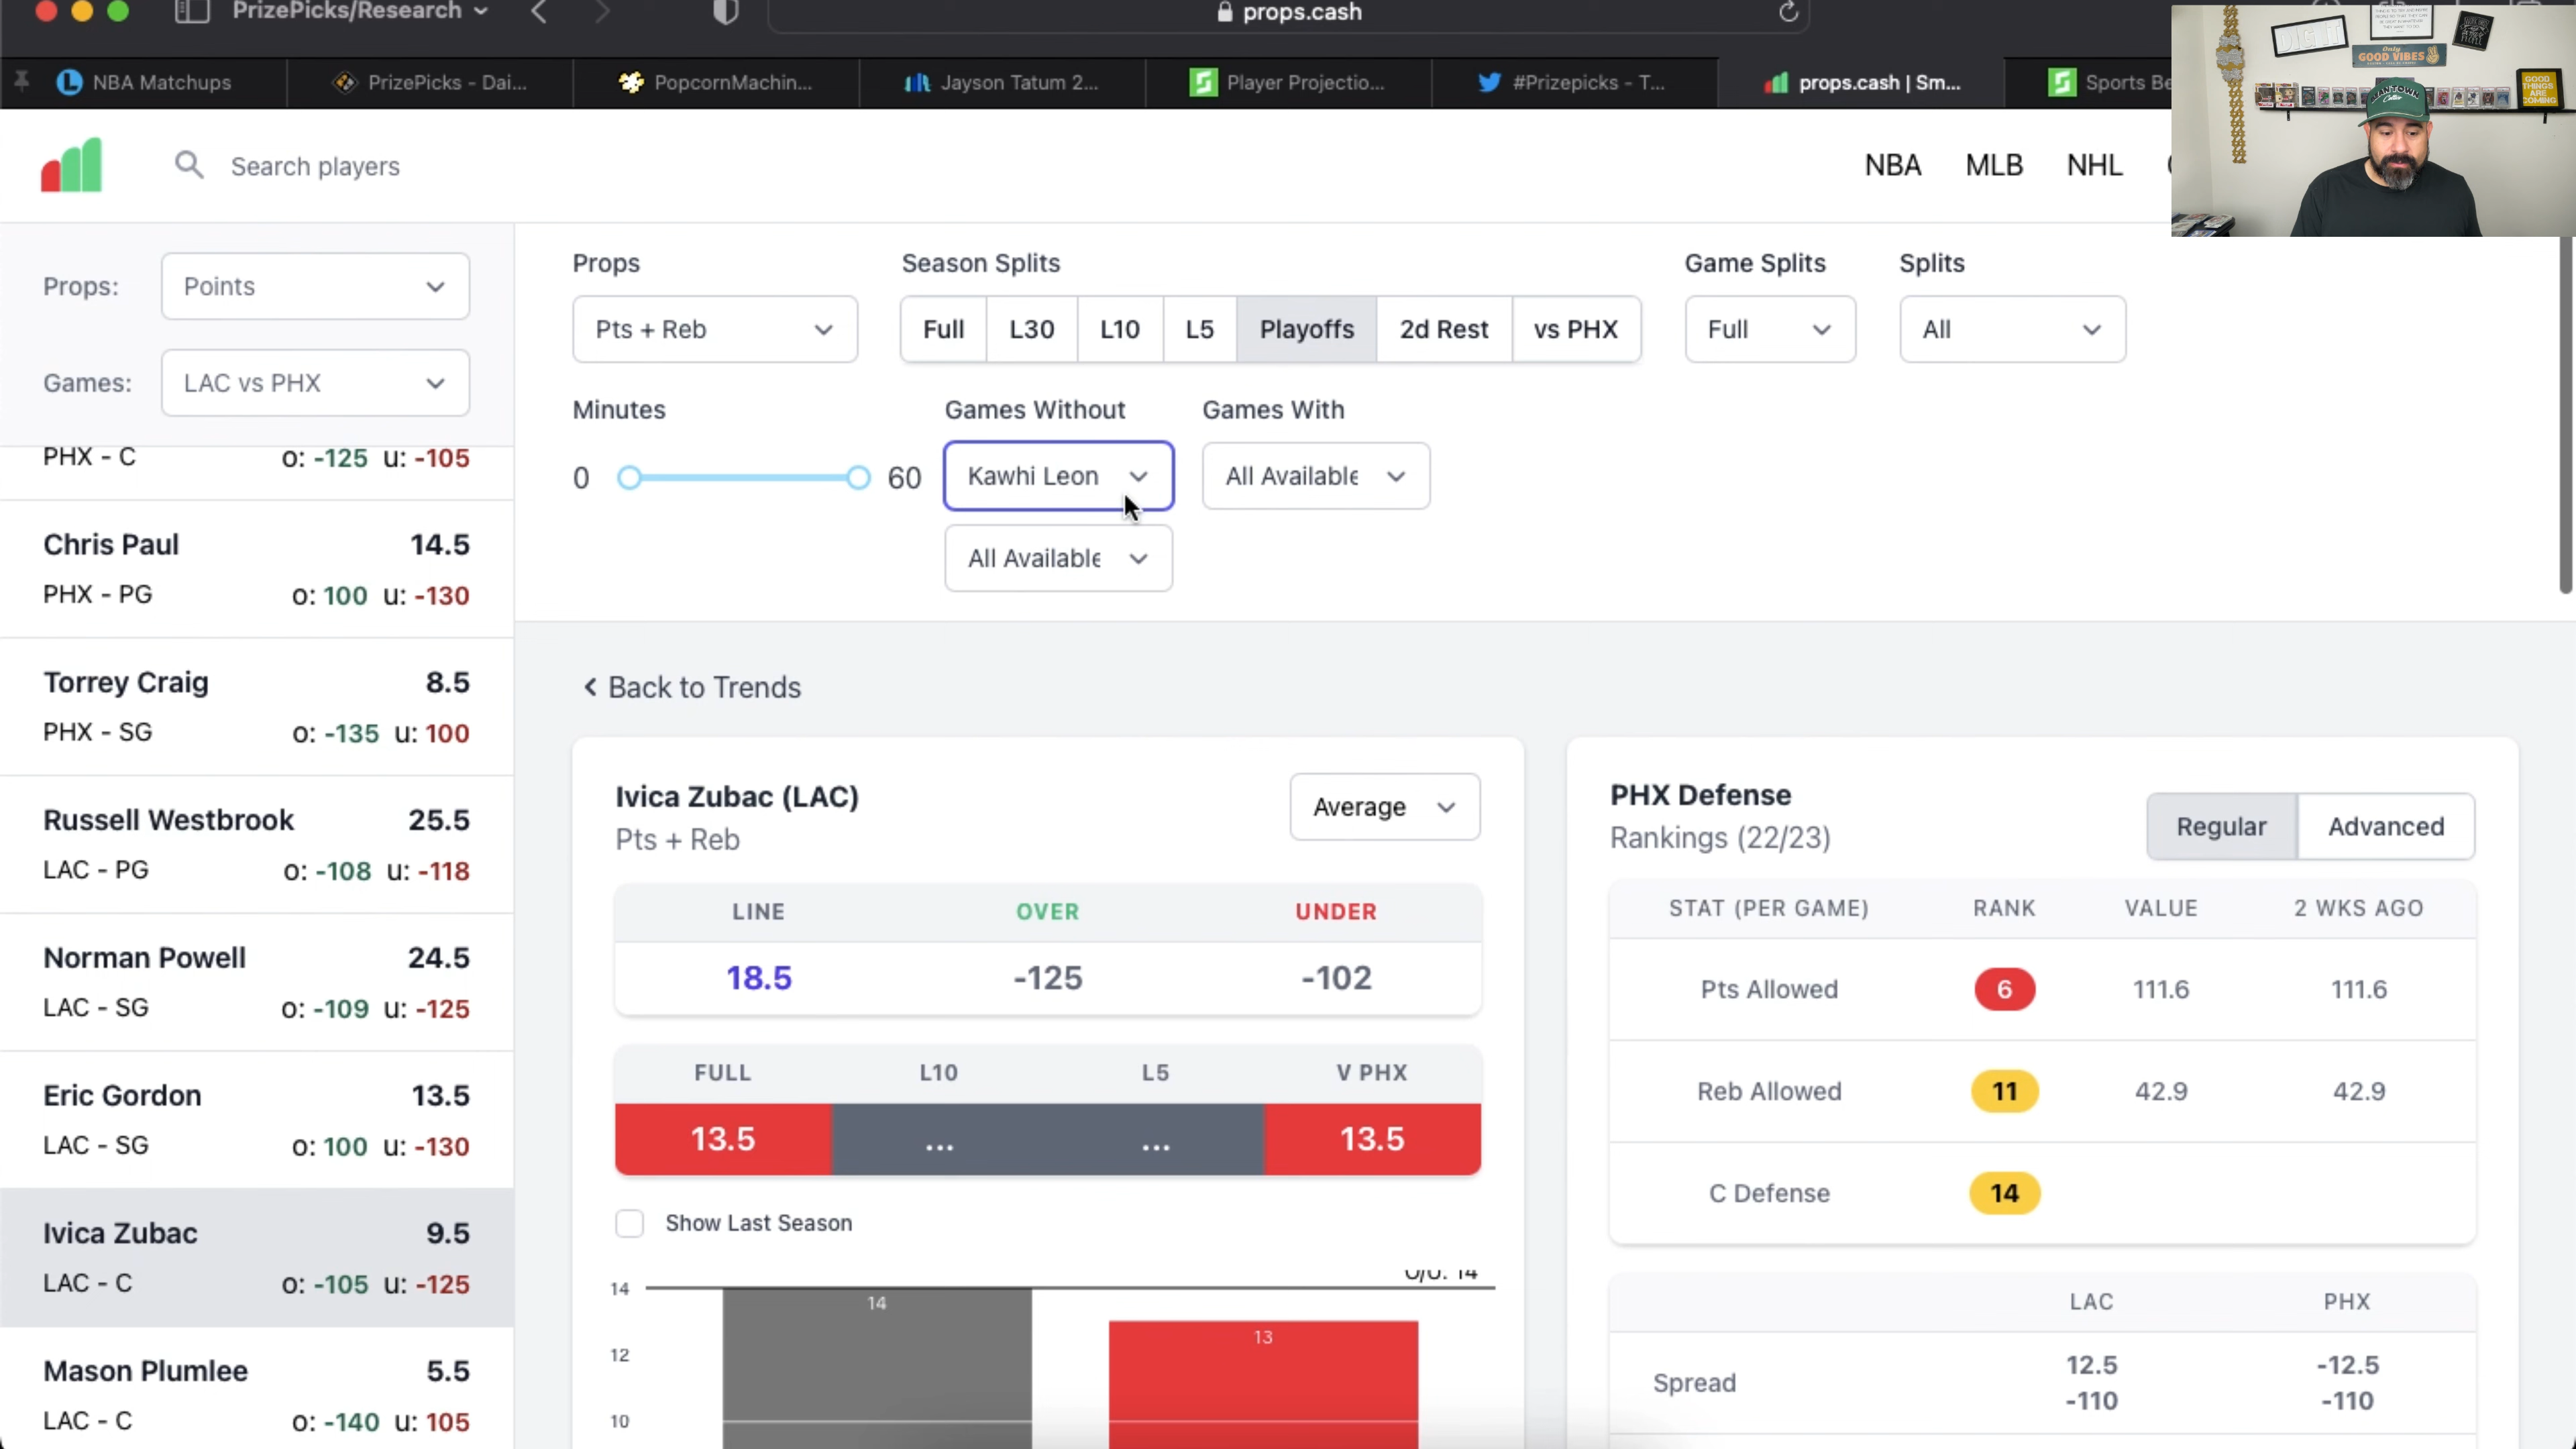 PrizePicks/Research
props.cash
NBA Matchups
PrizePicks - Dai...
PopcornMachin...
Jayson Tatum 2...
Player Projectio...
#Prizepicks - T...
props.cash | Sm...
Sports Be
Only
GOOD VIBES
GOOD
THINGS
ARE
COMING
Search players
NBA
MLB
NHL
Props:
Points
Games:
LAC vs PHX
PHX - C
o: -125 u: -105
Chris Paul
14.5
PHX - PG
o: 100 u: -130
Torrey Craig
8.5
PHX - SG
o: -135 u: 100
Russell Westbrook
25.5
LAC - PG
o: -108 u: -118
Norman Powell
24.5
LAC - SG
o: -109 u: -125
Eric Gordon
13.5
LAC - SG
o: 100 u: -130
Ivica Zubac
9.5
LAC - C
o: -105 u: -125
Mason Plumlee
5.5
LAC - C
o: -140 u: 105
Props
Season Splits
Game Splits
Splits
Pts + Reb
Full
L30
L10
L5
Playoffs
2d Rest
vs PHX
Full
All
Minutes
Games Without
Games With
0
60
Kawhi Leon
All Available
All Available
Back to Trends
Ivica Zubac (LAC)
Pts + Reb
Average
LINE
OVER
UNDER
18.5
-125
-102
FULL
L10
L5
V PHX
13.5
...
...
13.5
Show Last Season
O/U: 14
14
14
13
12
10
PHX Defense
Rankings (22/23)
Regular
Advanced
STAT (PER GAME)
RANK
VALUE
2 WKS AGO
Pts Allowed
6
111.6
111.6
Reb Allowed
11
42.9
42.9
C Defense
14
LAC
PHX
Spread
12.5
-12.5
-110
-110